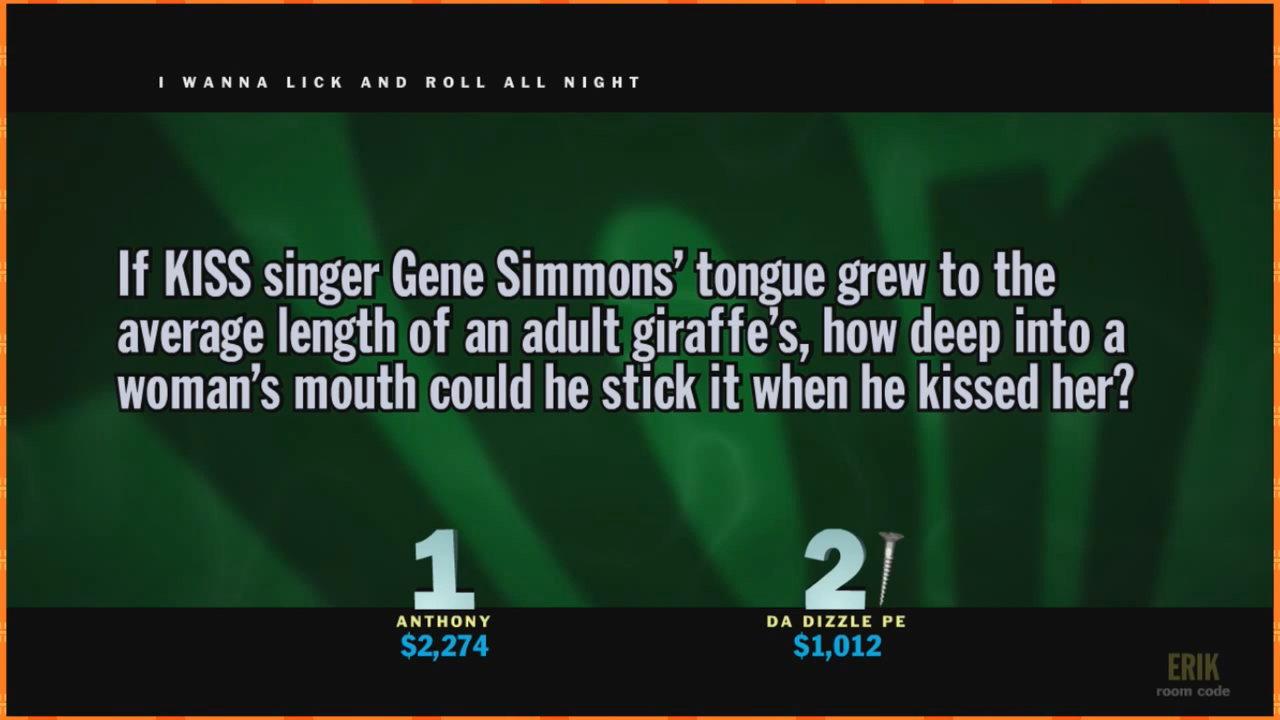 I WANNA LICK AND ROLL ALL NIGHT
If KISS singer Gene Simmons' tongue grew to the
average length of an adult giraffe's, how deep into a
woman's mouth could he stick it when he kissed her?
1 2
ANTHONY DA DIZZLE PE
$2,274 $1,012
ERIK
room code